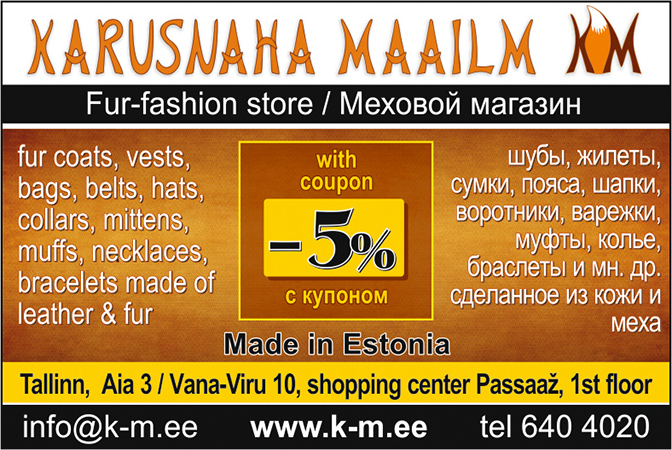 KARUSNAHA MAAILM KM
Fur-fashion store / Меховой магазин
fur coats, vests,
bags, belts, hats,
collars, mittens,
muffs, necklaces,
bracelets made of
leather & fur
with
coupon
-5%
с купоном
шубы, жилеты,
сумки, пояса, шапки,
воротники, варежки,
муфты, колье,
браслеты и мн. др.
сделанное из кожи и
меха
Made in Estonia
Tallinn, Aia 3 / Vana-Viru 10, shopping center Passaaž, 1st floor
info@k-m.ee www.k-m.ee tel 640 4020